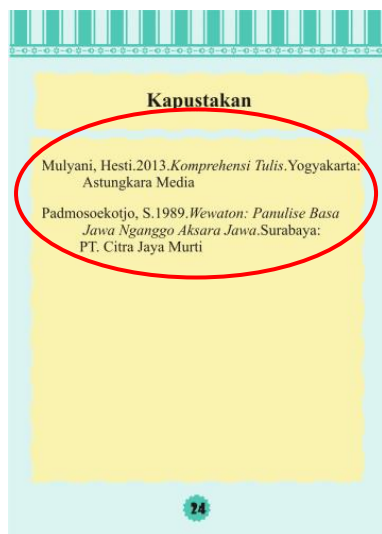 Kapustakan
Mulyani, Hesti.2013.Komprehensi Tulis.Yogyakarta:
Astungkara Media
Padmosoekotjo, S.1989.Wewaton: Panulise Basa
Jawa Nganggo Aksara Jawa.Surabaya:
PT. Citra Jaya Murti
24